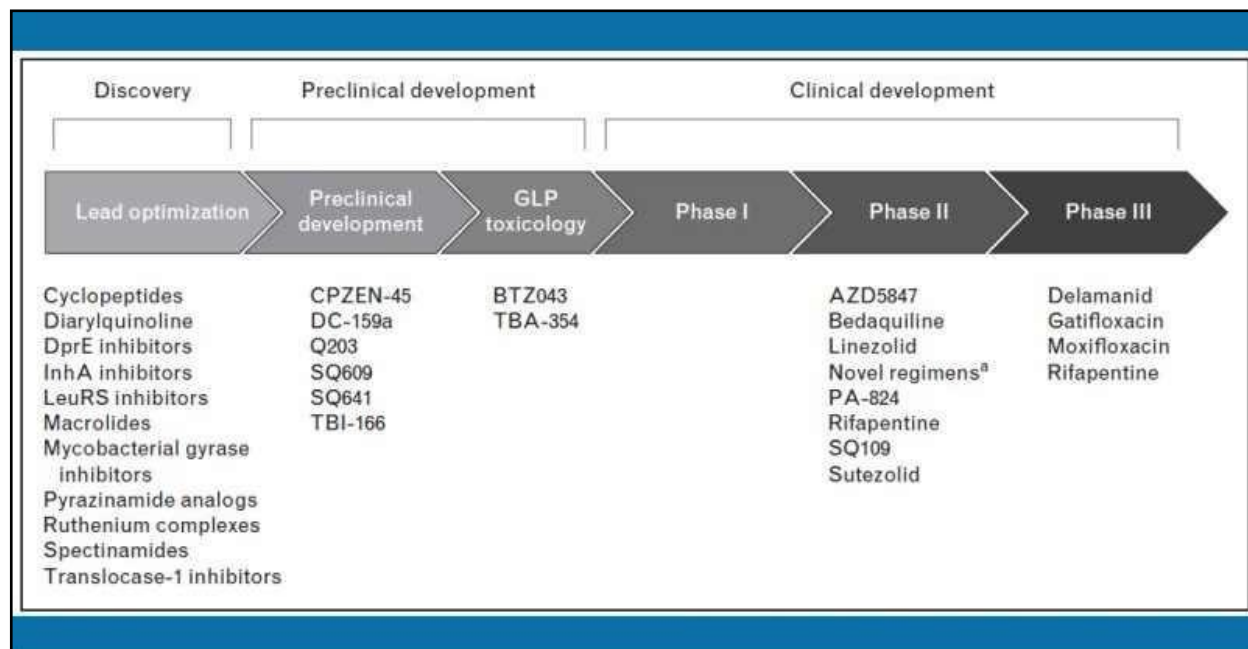 Discovery
Preclinical development
Clinical development
Lead optimization
Preclinical
development
GLP
toxicology
Phase I
Phase II
Phase III
Cyclopeptides
Diarylquinoline
DprE inhibitors
InhA inhibitors
LeuRS inhibitors
Macrolides
Mycobacterial gyrase
inhibitors
Pyrazinamide analogs
Ruthenium complexes
Spectinamides
Translocase-1 inhibitors
CPZEN-45
DC-159a
Q203
SQ609
SQ641
TBI-166
BTZ043
TBA-354
AZD5847
Bedaquiline
Linezolid
Novel regimensᵃ
PA-824
Rifapentine
SQ109
Sutezolid
Delamanid
Gatifloxacin
Moxifloxacin
Rifapentine